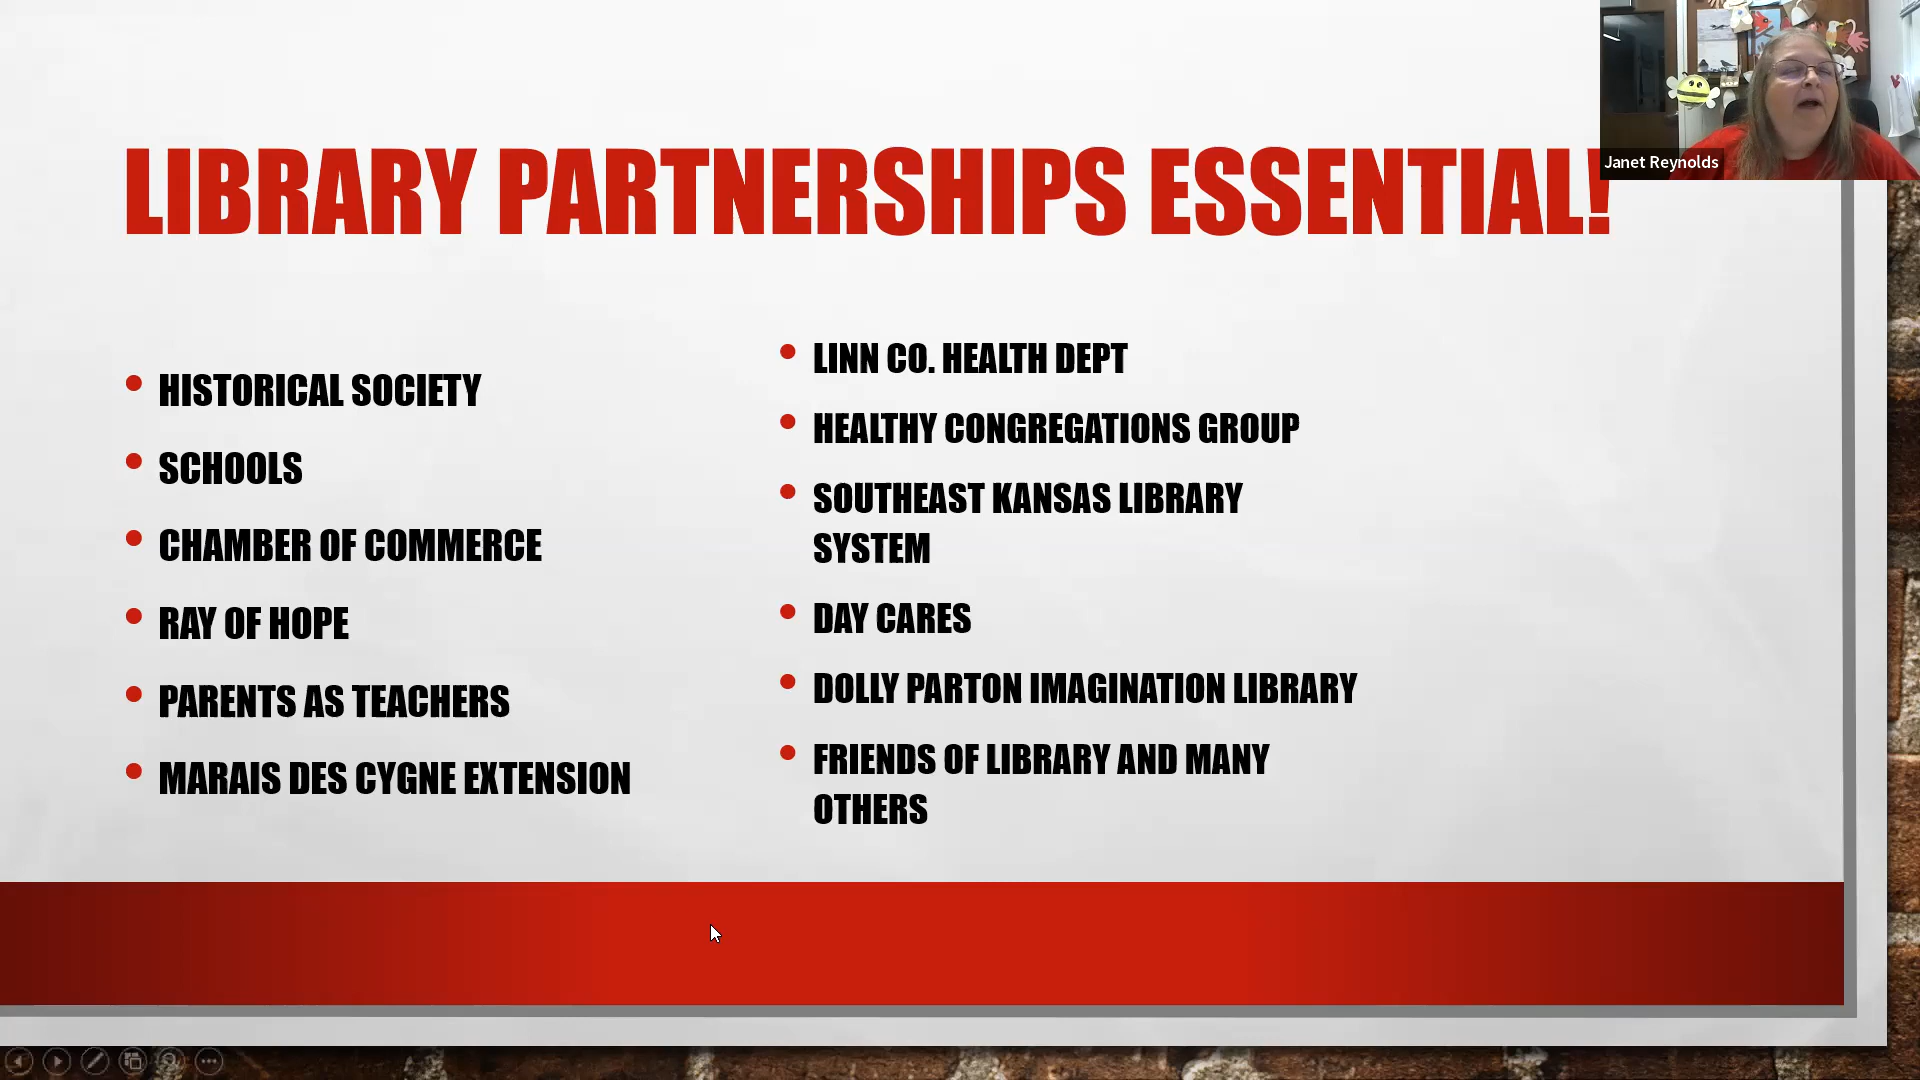 LIBRARY PARTNERSHIPS ESSENTIAL!
Janet Reynolds
• HISTORICAL SOCIETY
• SCHOOLS
• CHAMBER OF COMMERCE
• RAY OF HOPE
• PARENTS AS TEACHERS
• MARAIS DES CYGNE EXTENSION
• LINN CO. HEALTH DEPT
• HEALTHY CONGREGATIONS GROUP
• SOUTHEAST KANSAS LIBRARY
SYSTEM
• DAY CARES
• DOLLY PARTON IMAGINATION LIBRARY
• FRIENDS OF LIBRARY AND MANY
OTHERS